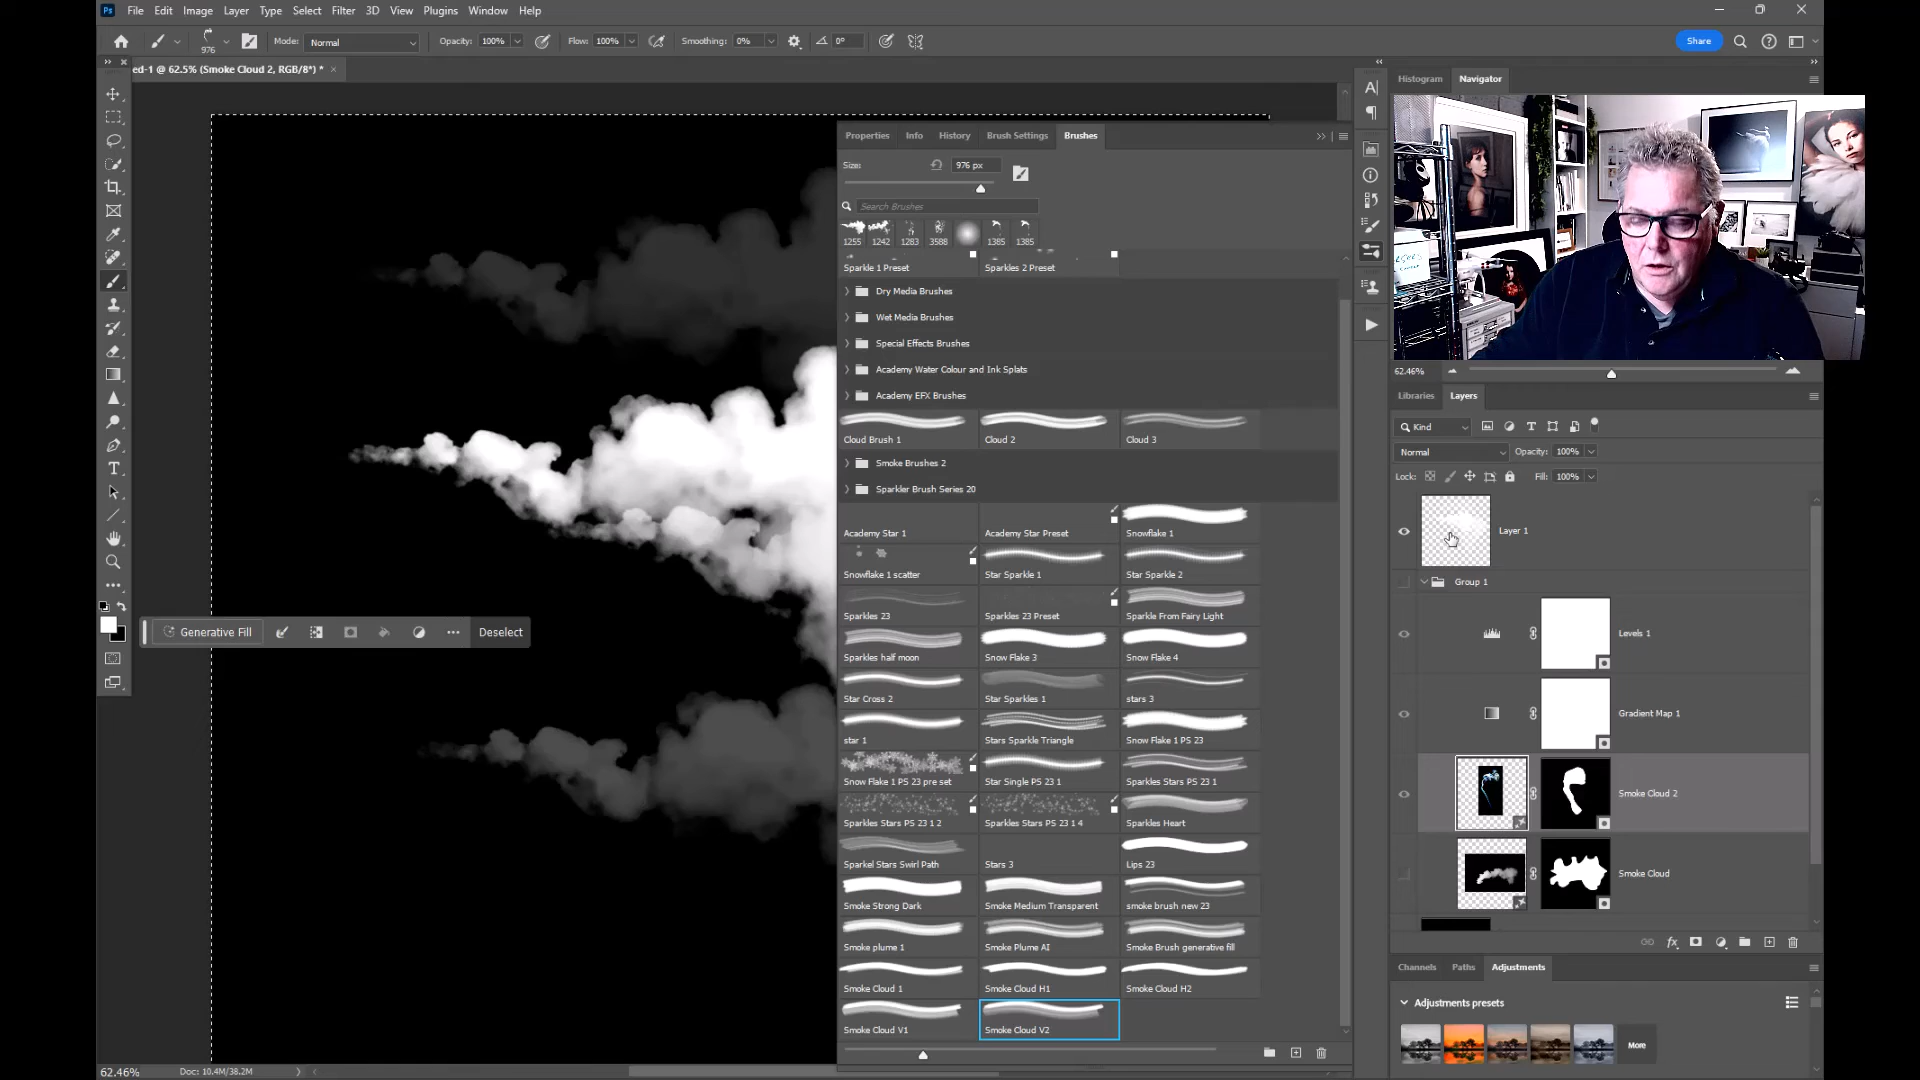 Ps File Edit Image Layer Type Select Filter 3D View Plugins Window Help
976 Mode: Normal Opacity: 100% Flow: 100% Smoothing: 0% 0° Share
ed-1 @ 62.5% (Smoke Cloud 2, RGB/8*) * ×
Histogram Navigator
Properties Info History Brush Settings Brushes
Size: 976 px
Search Brushes
1255 1242 1283 3588 1385 1385
Sparkle 1 Preset Sparkles 2 Preset
Dry Media Brushes
Wet Media Brushes
Special Effects Brushes
Academy Water Colour and Ink Splats
Academy EFX Brushes
Cloud Brush 1 Cloud 2 Cloud 3
Smoke Brushes 2
Sparkler Brush Series 20
Academy Star 1 Academy Star Preset Snowflake 1
Snowflake 1 scatter Star Sparkle 1 Star Sparkle 2
Sparkles 23 Sparkles 23 Preset Sparkle From Fairy Light
Sparkles half moon Snow Flake 3 Snow Flake 4
Star Cross 2 Star Sparkles 1 stars 3
star 1 Stars Sparkle Triangle Snow Flake 1 PS 23
Snow Flake 1 PS 23 pre set Star Single PS 23 1 Sparkles Stars PS 23 1
Sparkles Stars PS 23 1 2 Sparkles Stars PS 23 1 4 Sparkles Heart
Sparkel Stars Swirl Path Stars 3 Lips 23
Smoke Strong Dark Smoke Medium Transparent smoke brush new 23
Smoke plume 1 Smoke Plume AI Smoke Brush generative fill
Smoke Cloud 1 Smoke Cloud H1 Smoke Cloud H2
Smoke Cloud V1 Smoke Cloud V2
Generative Fill Deselect
62.46%
Libraries Layers
Kind
Normal Opacity: 100%
Lock: Fill: 100%
Layer 1
Group 1
Levels 1
Gradient Map 1
Smoke Cloud 2
Smoke Cloud
fx
Channels Paths Adjustments
Adjustments presets
More
62.46% Doc: 10.4M/38.2M